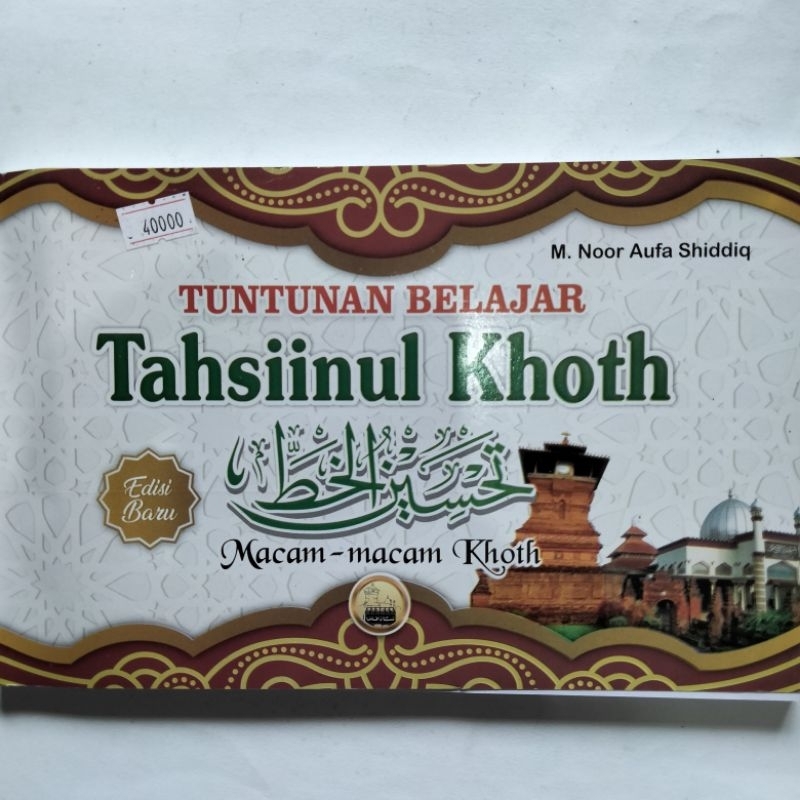 40000
M. Noor Aufa Shiddiq
TUNTUNAN BELAJAR
Tahsiinul Khoth
تحسين الخطّ
Edisi
Baru
Macam-macam Khoth